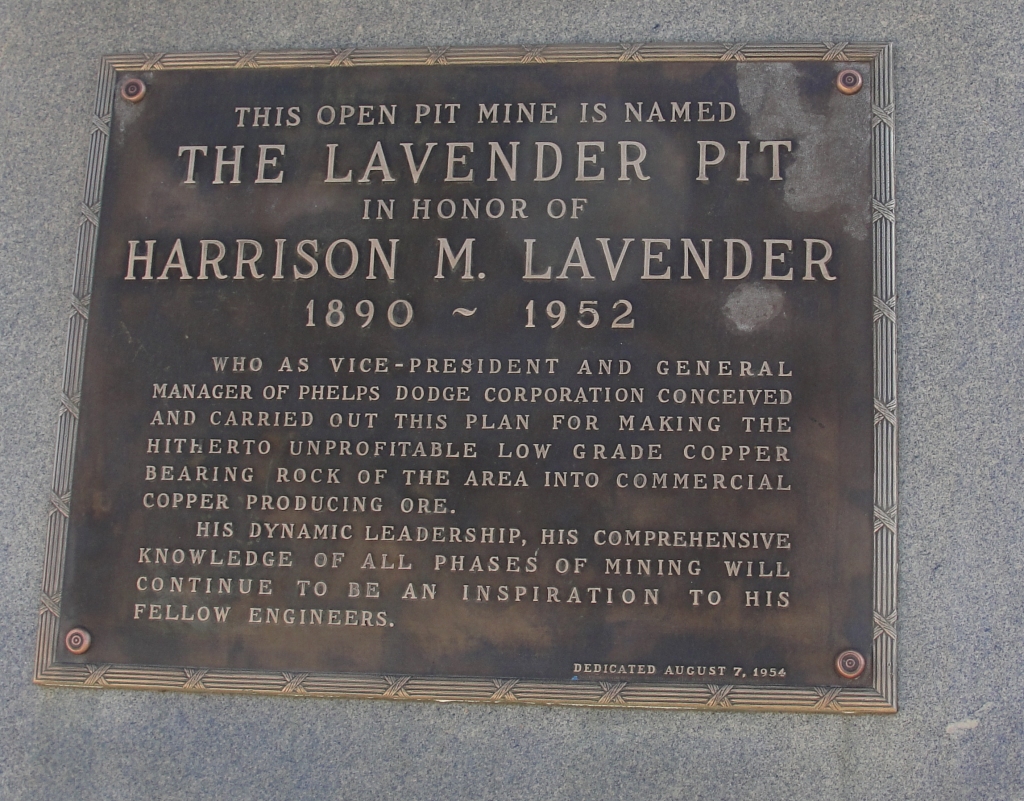 THIS OPEN PIT MINE IS NAMED
THE LAVENDER PIT
IN HONOR OF
HARRISON M. LAVENDER
1890 ~ 1952
WHO AS VICE-PRESIDENT AND GENERAL
MANAGER OF PHELPS DODGE CORPORATION CONCEIVED
AND CARRIED OUT THIS PLAN FOR MAKING THE
HITHERTO UNPROFITABLE LOW GRADE COPPER
BEARING ROCK OF THE AREA INTO COMMERCIAL
COPPER PRODUCING ORE.
HIS DYNAMIC LEADERSHIP, HIS COMPREHENSIVE
KNOWLEDGE OF ALL PHASES OF MINING WILL
CONTINUE TO BE AN INSPIRATION TO HIS
FELLOW ENGINEERS.
DEDICATED AUGUST 7, 1954